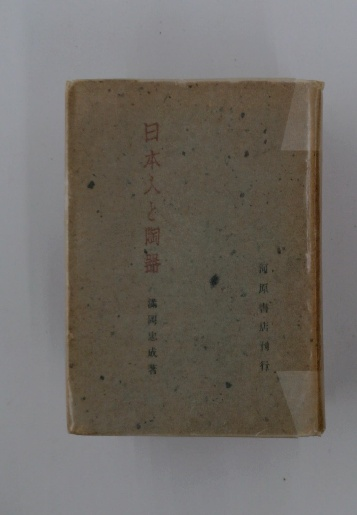 日本人と陶器
満岡忠成著
河原書店刊行